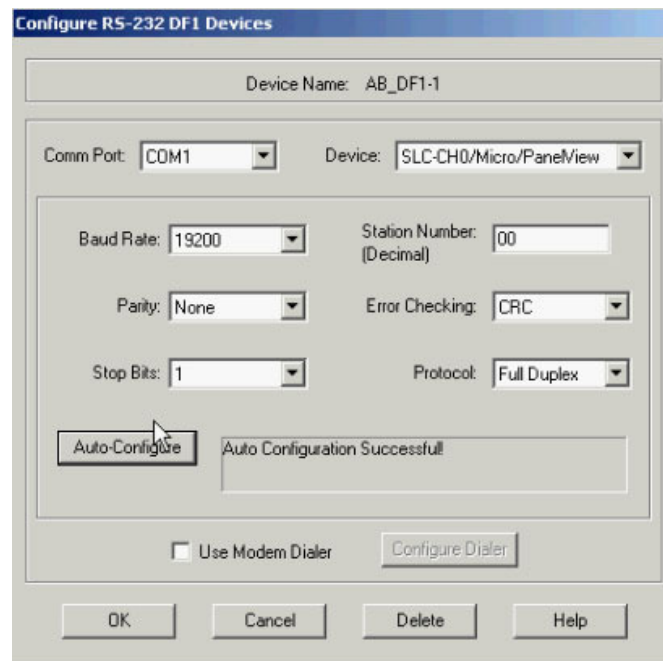 Configure RS-232 DF1 Devices
Device Name: AB_DF1-1
Comm Port: COM1 Device: SLC-CH0/Micro/PanelView
Baud Rate: 19200 Station Number: 00
(Decimal)
Parity: None Error Checking: CRC
Stop Bits: 1 Protocol: Full Duplex
Auto-Configure Auto Configuration Successful!
Use Modem Dialer Configure Dialer
OK Cancel Delete Help